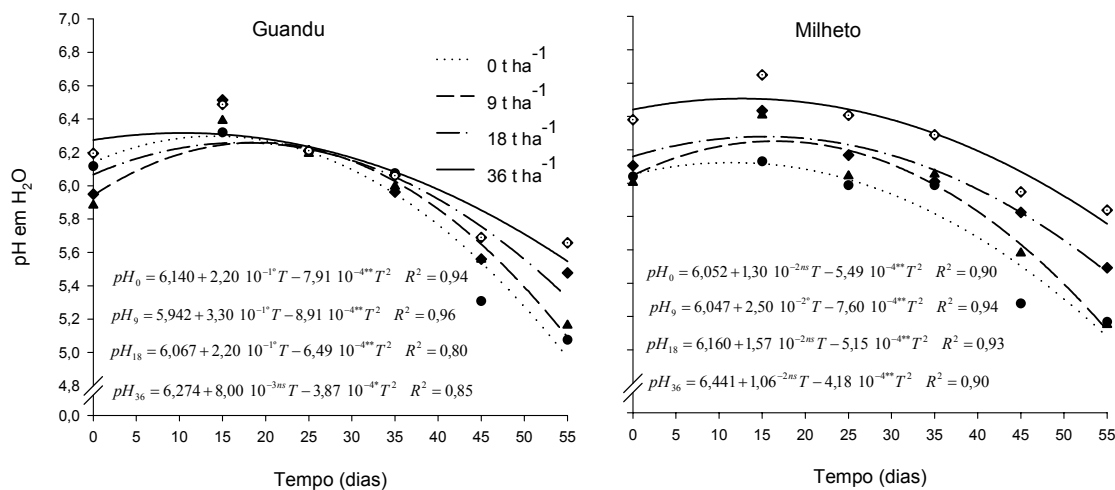 Guandu
Milheto
7,0
6,8
6,6
6,4
6,2
6,0
5,8
5,6
5,4
5,2
5,0
4,8
0,0
pH em H₂O
0 t ha⁻¹
9 t ha⁻¹
18 t ha⁻¹
36 t ha⁻¹
pH₀ = 6,140 + 2,20 10⁻¹* T − 7,91 10⁻⁴** T² R² = 0,94
pH₉ = 5,942 + 3,30 10⁻¹* T − 8,91 10⁻⁴** T² R² = 0,96
pH₁₈ = 6,067 + 2,20 10⁻¹* T − 6,49 10⁻⁴** T² R² = 0,80
pH₃₆ = 6,274 + 8,00 10⁻³ⁿˢ T − 3,87 10⁻⁴* T² R² = 0,85
pH₀ = 6,052 + 1,30 10⁻²ⁿˢ T − 5,49 10⁻⁴** T² R² = 0,90
pH₉ = 6,047 + 2,50 10⁻²* T − 7,60 10⁻⁴** T² R² = 0,94
pH₁₈ = 6,160 + 1,57 10⁻²ⁿˢ T − 5,15 10⁻⁴** T² R² = 0,93
pH₃₆ = 6,441 + 1,06⁻²ⁿˢ T − 4,18 10⁻⁴** T² R² = 0,90
0 5 10 15 20 25 30 35 40 45 50 55
0 5 10 15 20 25 30 35 40 45 50 55
Tempo (dias)
Tempo (dias)